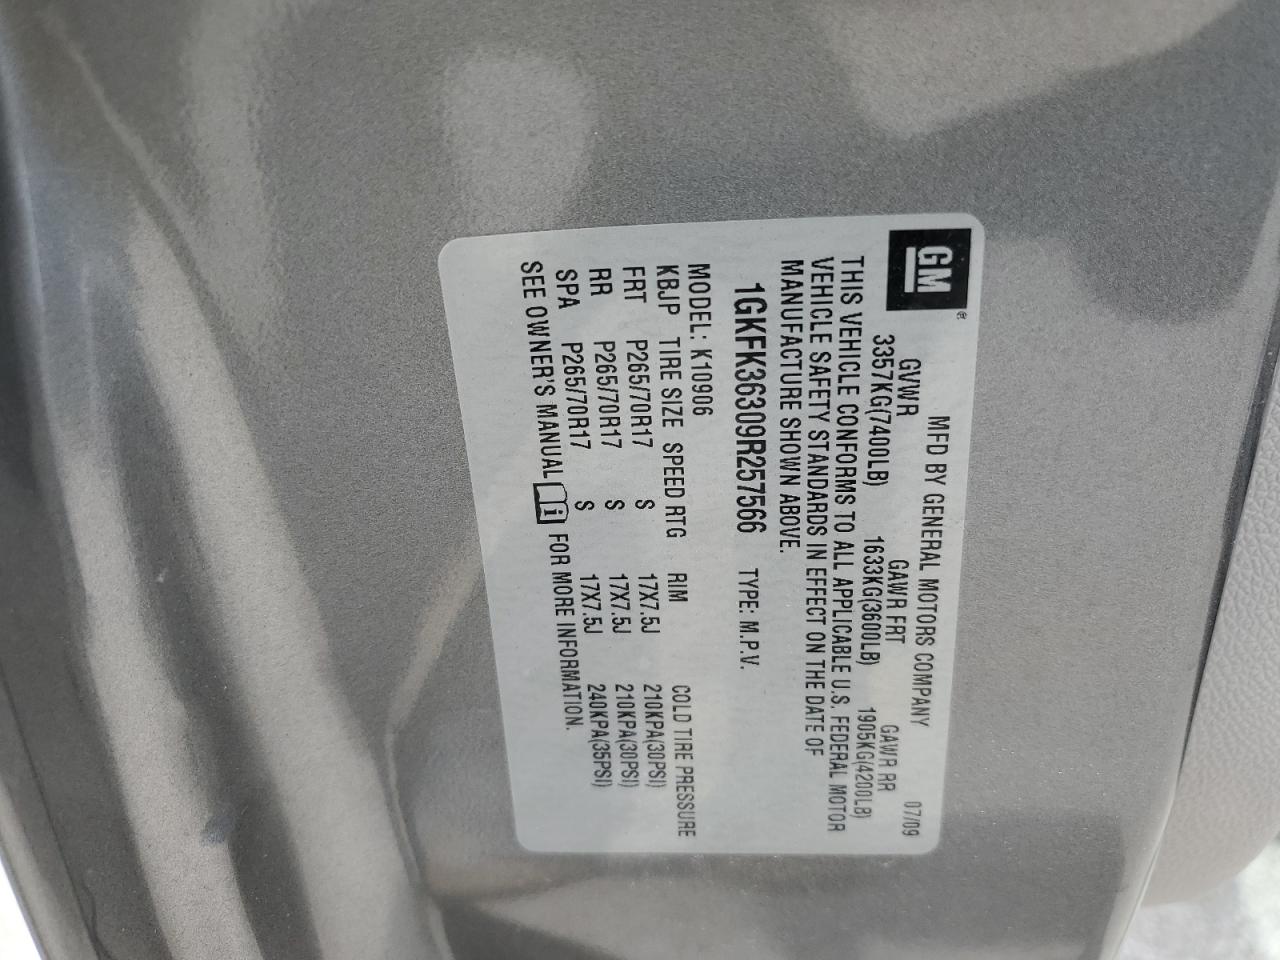 GM®
MFD BY GENERAL MOTORS COMPANY 07/09
GVWR GAWR FRT GAWR RR
3357KG(7400LB) 1633KG(3600LB) 1905KG(4200LB)
THIS VEHICLE CONFORMS TO ALL APPLICABLE U.S. FEDERAL MOTOR
VEHICLE SAFETY STANDARDS IN EFFECT ON THE DATE OF
MANUFACTURE SHOWN ABOVE.
1GKFK36309R257566 TYPE: M.P.V.
MODEL: K10906
KBJP TIRE SIZE SPEED RTG RIM COLD TIRE PRESSURE
FRT P265/70R17 S 17X7.5J 210KPA(30PSI)
RR P265/70R17 S 17X7.5J 210KPA(30PSI)
SPA P265/70R17 S 17X7.5J 240KPA(35PSI)
SEE OWNER'S MANUAL i FOR MORE INFORMATION.